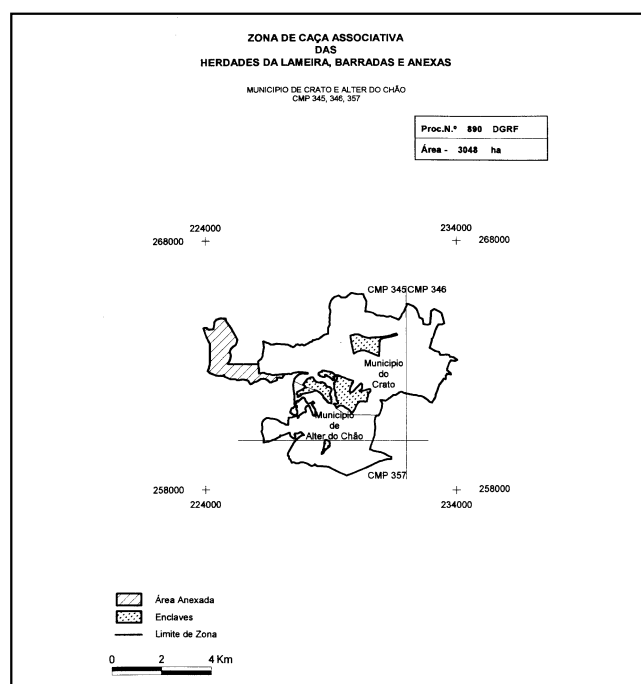 ZONA DE CAÇA ASSOCIATIVA
DAS
HERDADES DA LAMEIRA, BARRADAS E ANEXAS
MUNICIPIO DE CRATO E ALTER DO CHÃO
CMP 345, 346, 357
Proc.N.º 890 DGRF
Área - 3048 ha
224000 234000
268000 268000
CMP 345 CMP 346
Municipio
do
Crato
Municipio
de
Alter do Chão
CMP 357
258000 258000
224000 234000
Área Anexada
Enclaves
Limite de Zona
0 2 4 Km